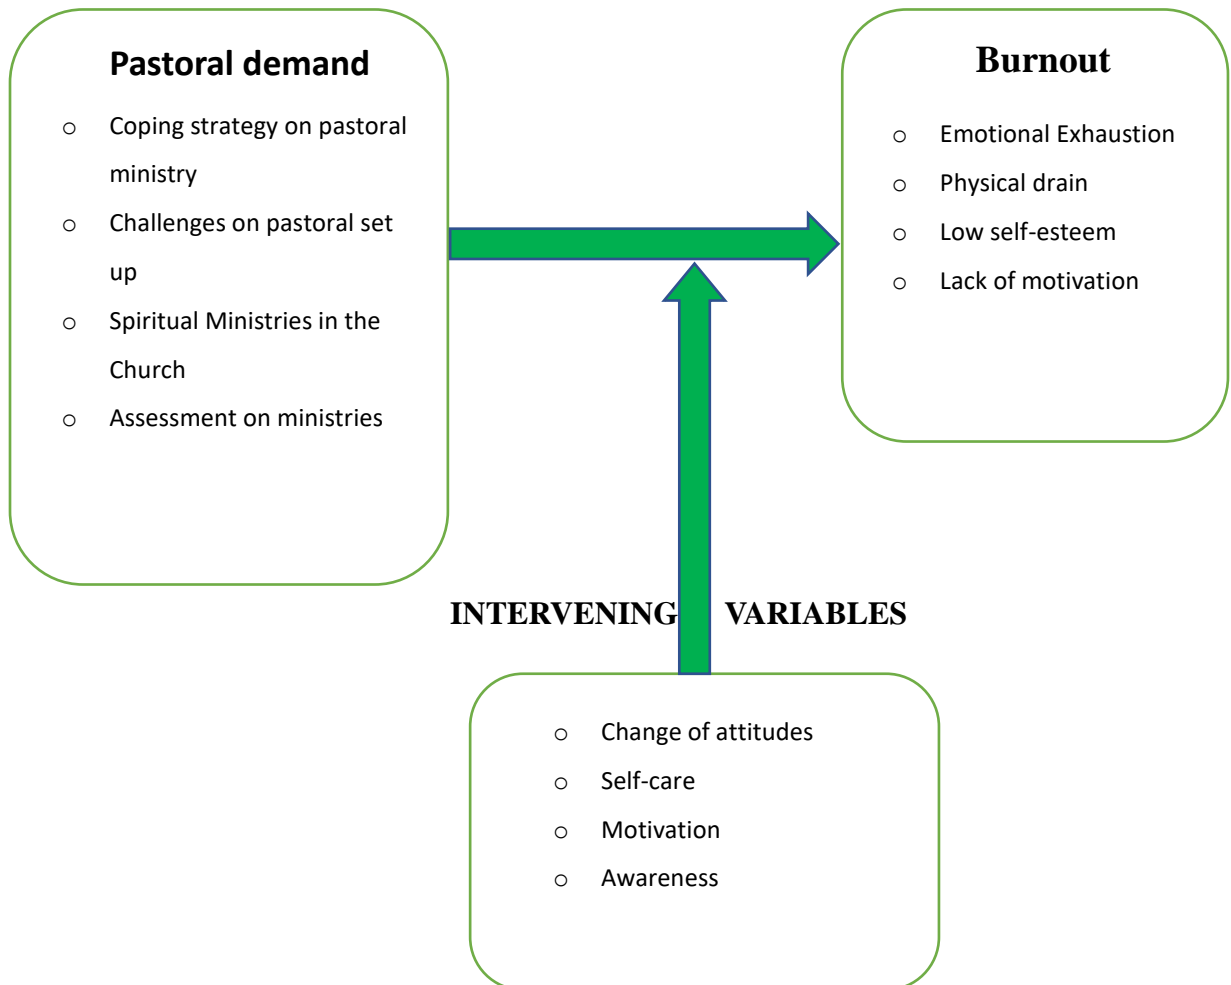 Pastoral demand
o Coping strategy on pastoral
ministry
o Challenges on pastoral set
up
o Spiritual Ministries in the
Church
o Assessment on ministries
Burnout
o Emotional Exhaustion
o Physical drain
o Low self-esteem
o Lack of motivation
INTERVENING VARIABLES
o Change of attitudes
o Self-care
o Motivation
o Awareness